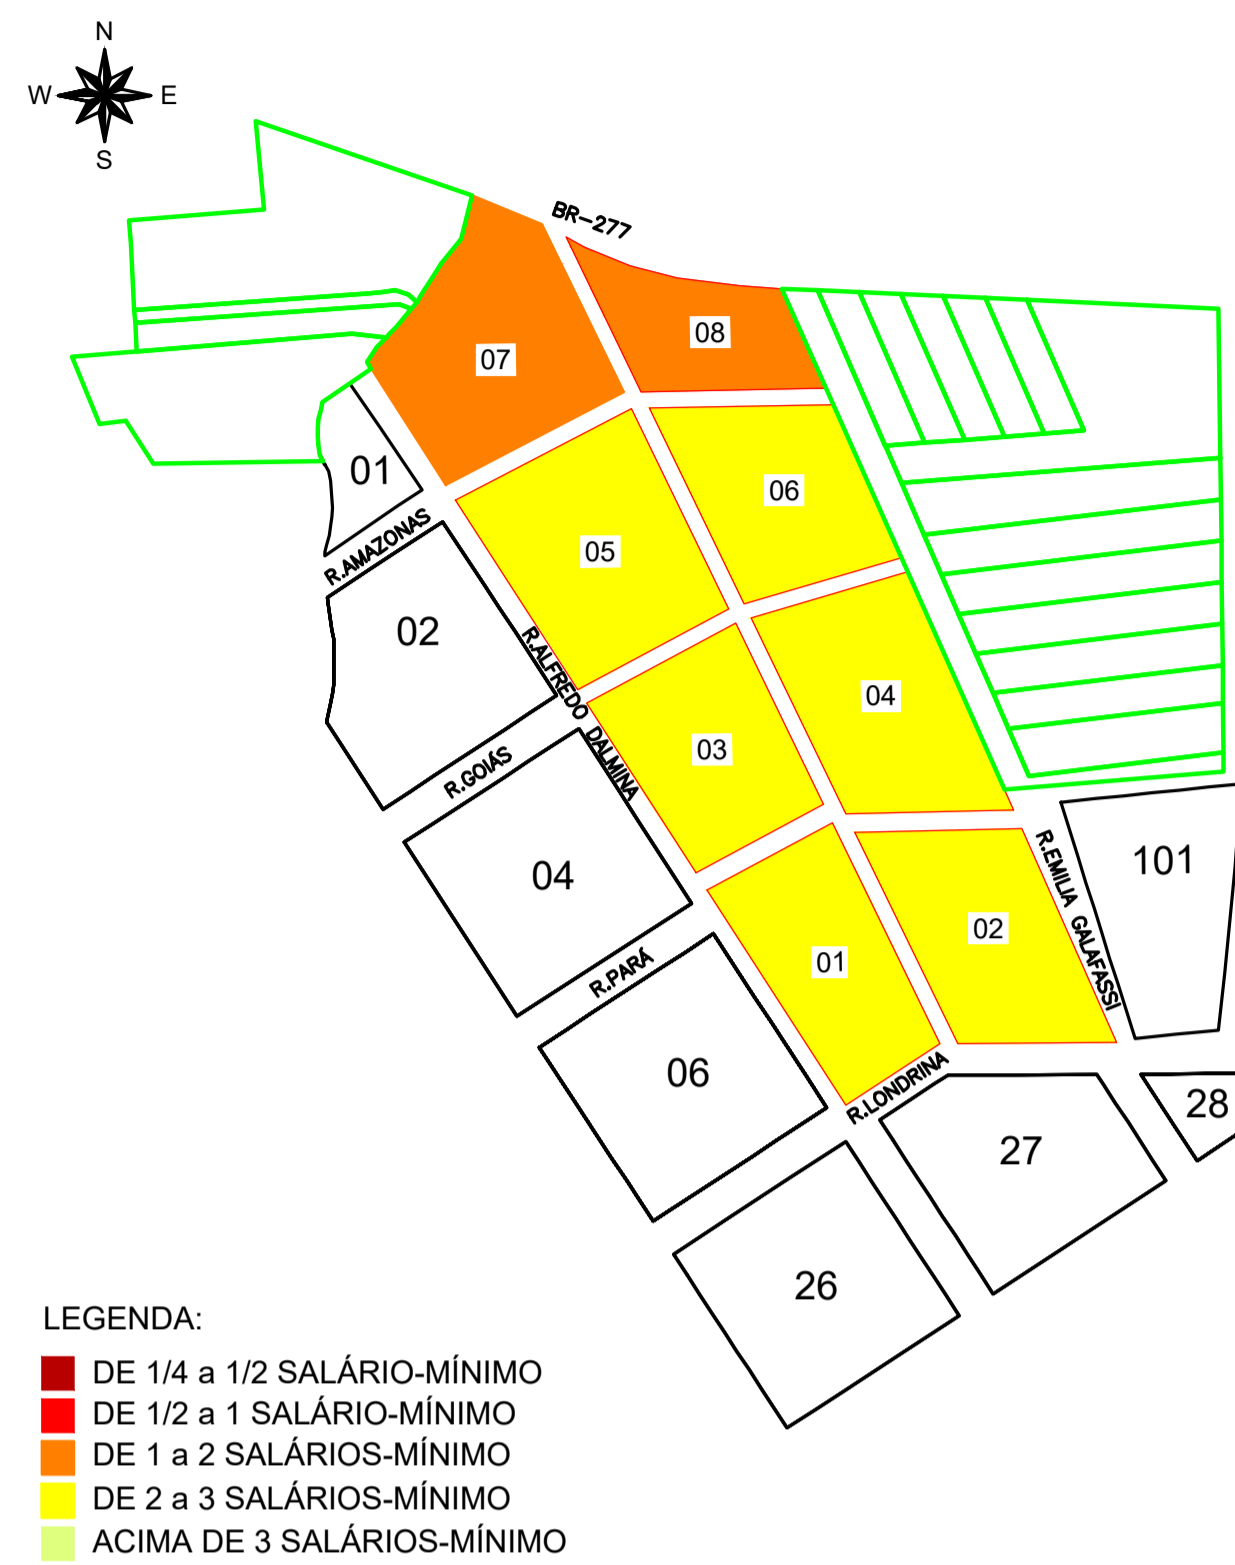 N
W
E
S
BR-277
08
07
01
06
R.AMAZONAS
05
02
R.ALFREDO DALMINA
04
03
R.GOIÁS
R.EMILIA GALAFASSI
101
04
02
01
R.PARÁ
06
R.LONDRINA
28
27
26
LEGENDA:
DE 1/4 a 1/2 SALÁRIO-MÍNIMO
DE 1/2 a 1 SALÁRIO-MÍNIMO
DE 1 a 2 SALÁRIOS-MÍNIMO
DE 2 a 3 SALÁRIOS-MÍNIMO
ACIMA DE 3 SALÁRIOS-MÍNIMO